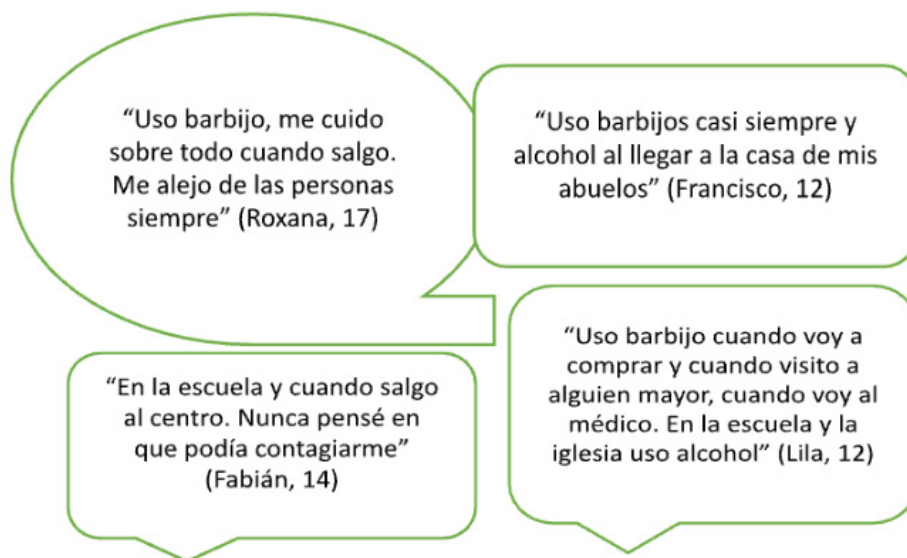 “Uso barbijo, me cuido
sobre todo cuando salgo.
Me alejo de las personas
siempre” (Roxana, 17)
“Uso barbijos casi siempre y
alcohol al llegar a la casa de mis
abuelos” (Francisco, 12)
“En la escuela y cuando salgo
al centro. Nunca pensé en
que podía contagiarme”
(Fabián, 14)
“Uso barbijo cuando voy a
comprar y cuando visito a
alguien mayor, cuando voy al
médico. En la escuela y la
iglesia uso alcohol” (Lila, 12)